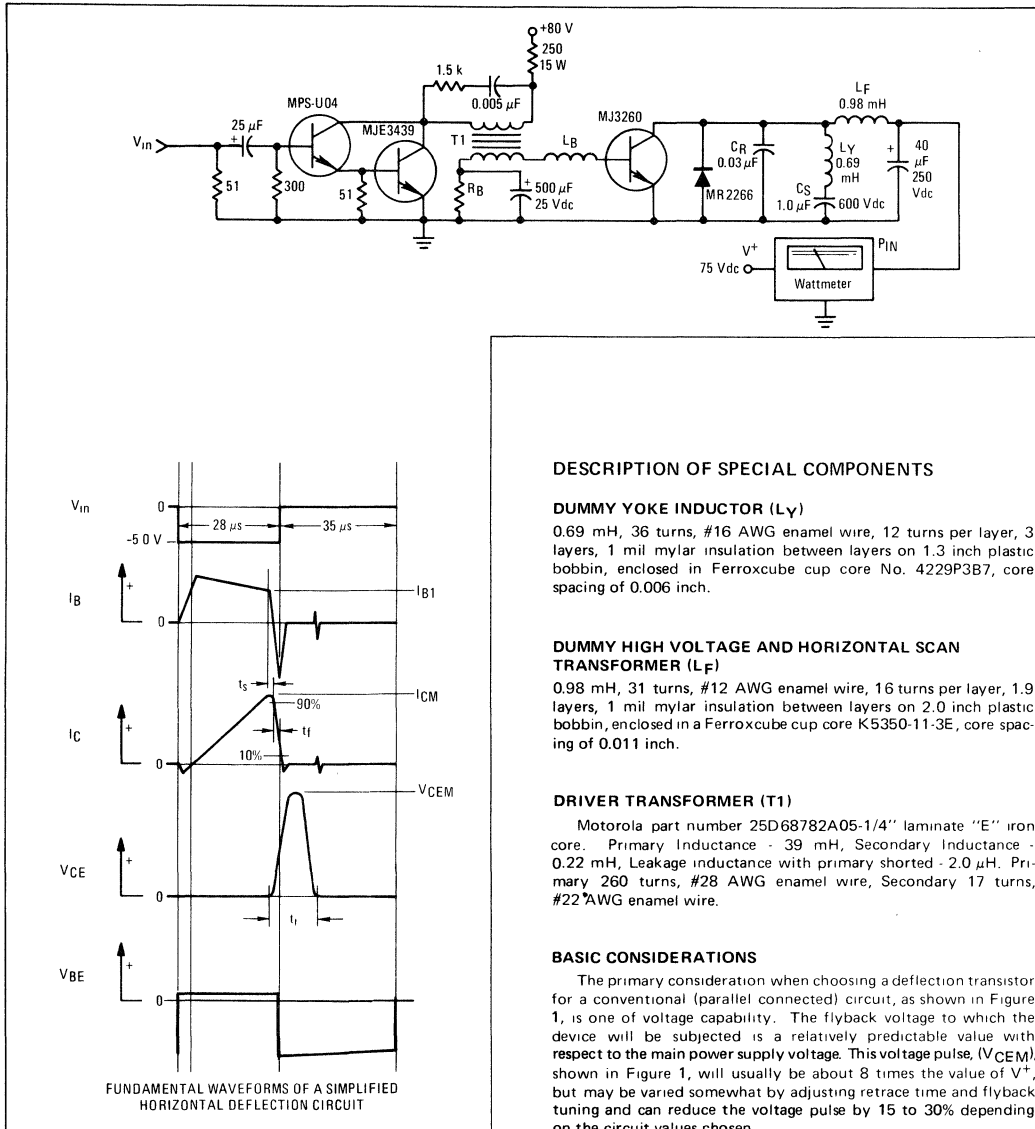 +80 V
250
15 W
1.5 k
0.005 µF
LF
0.98 mH
MPS-U04
MJE3439
MJ3260
25 µF
+
T1
LB
Vin
51
300
51
RB
+
500 µF
25 Vdc
MR2266
CR
0.03 µF
LY
0.69
mH
CS
1.0 µF
600 Vdc
+
40
µF
250
Vdc
V+
75 Vdc
PIN
Wattmeter
Vin
0
28 µs
35 µs
-5 0 V
IB
+
0
IB1
ts
ICM
90%
IC
+
tf
10%
0
VCEM
VCE
+
0
tr
VBE
+
0
FUNDAMENTAL WAVEFORMS OF A SIMPLIFIED
HORIZONTAL DEFLECTION CIRCUIT
DESCRIPTION OF SPECIAL COMPONENTS
DUMMY YOKE INDUCTOR (LY)
0.69 mH, 36 turns, #16 AWG enamel wire, 12 turns per layer, 3
layers, 1 mil mylar insulation between layers on 1.3 inch plastic
bobbin, enclosed in Ferroxcube cup core No. 4229P3B7, core
spacing of 0.006 inch.
DUMMY HIGH VOLTAGE AND HORIZONTAL SCAN
TRANSFORMER (LF)
0.98 mH, 31 turns, #12 AWG enamel wire, 16 turns per layer, 1.9
layers, 1 mil mylar insulation between layers on 2.0 inch plastic
bobbin, enclosed in a Ferroxcube cup core K5350-11-3E, core spac-
ing of 0.011 inch.
DRIVER TRANSFORMER (T1)
Motorola part number 25D68782A05-1/4'' laminate ''E'' iron
core. Primary Inductance - 39 mH, Secondary Inductance -
0.22 mH, Leakage inductance with primary shorted - 2.0 µH. Pri-
mary 260 turns, #28 AWG enamel wire, Secondary 17 turns,
#22 AWG enamel wire.
BASIC CONSIDERATIONS
The primary consideration when choosing a deflection transistor
for a conventional (parallel connected) circuit, as shown in Figure
1, is one of voltage capability. The flyback voltage to which the
device will be subjected is a relatively predictable value with
respect to the main power supply voltage. This voltage pulse, (VCEM),
shown in Figure 1, will usually be about 8 times the value of V+,
but may be varied somewhat by adjusting retrace time and flyback
tuning and can reduce the voltage pulse by 15 to 30% depending
on the circuit values chosen